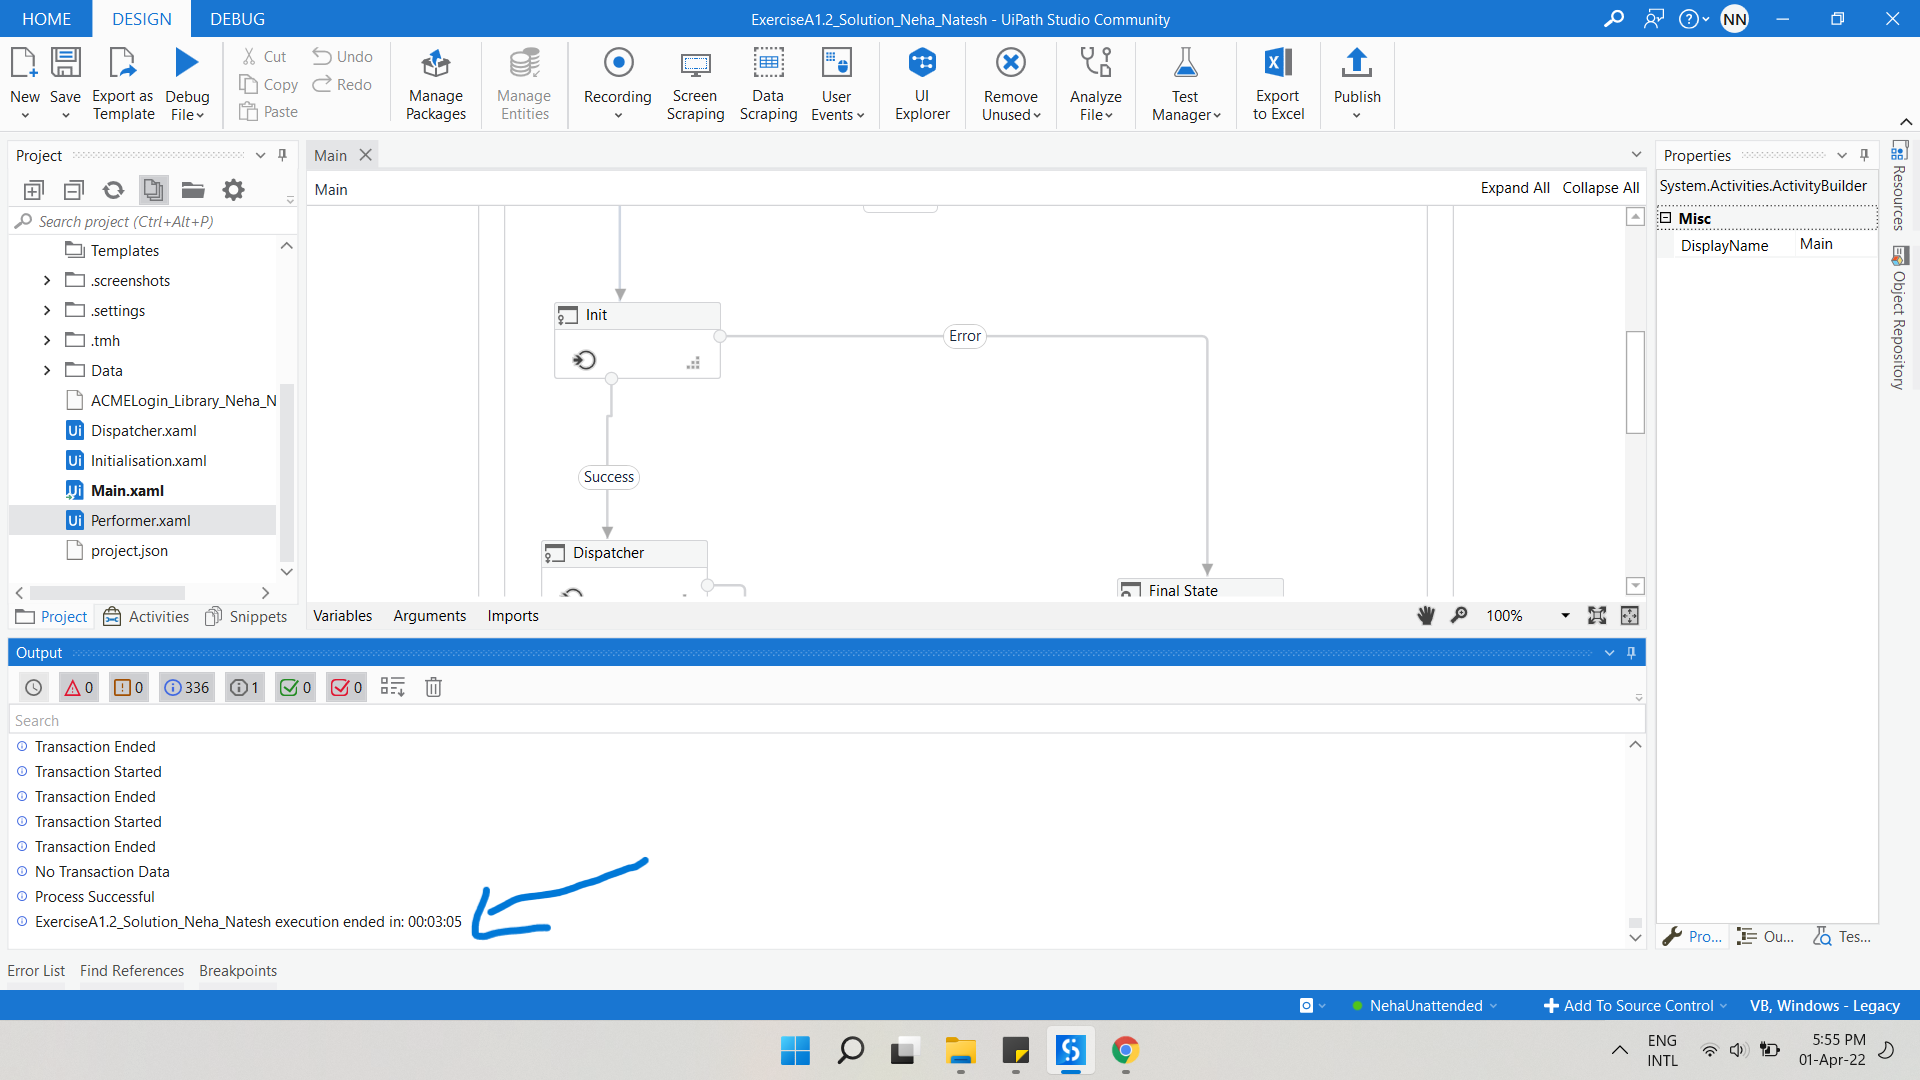 HOME DESIGN DEBUG ExerciseA1.2_Solution_Neha_Natesh - UiPath Studio Community NN
New Save Export as Template Debug File Cut Copy Paste Undo Redo Manage Packages Manage Entities Recording Screen Scraping Data Scraping User Events UI Explorer Remove Unused Analyze File Test Manager Export to Excel Publish
Project
Search project (Ctrl+Alt+P)
Templates
.screenshots
.settings
.tmh
Data
ACMELogin_Library_Neha_N
Ui Dispatcher.xaml
Ui Initialisation.xaml
Ui Main.xaml
Ui Performer.xaml
project.json
Project Activities Snippets
Main
Main Expand All Collapse All
Init
Error
Success
Dispatcher
Final State
Variables Arguments Imports 100%
Properties
System.Activities.ActivityBuilder
Misc
DisplayName Main
Pro... Ou... Tes...
Resources
Object Repository
Output
0 0 336 1 0 0
Search
Transaction Ended
Transaction Started
Transaction Ended
Transaction Started
Transaction Ended
No Transaction Data
Process Successful
ExerciseA1.2_Solution_Neha_Natesh execution ended in: 00:03:05
Error List Find References Breakpoints
NehaUnattended Add To Source Control VB, Windows - Legacy
ENG
INTL
5:55 PM
01-Apr-22